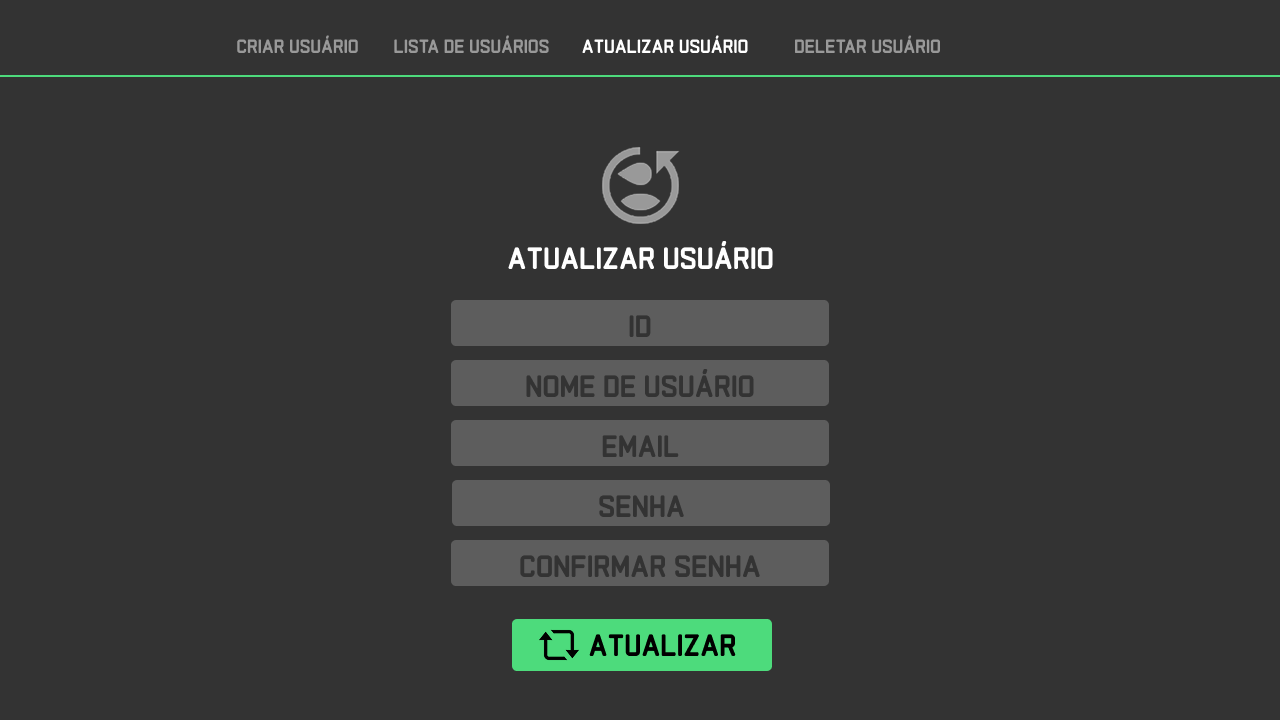 CRIAR USUÁRIO LISTA DE USUÁRIOS ATUALIZAR USUÁRIO DELETAR USUÁRIO
ATUALIZAR USUÁRIO
ID
NOME DE USUÁRIO
EMAIL
SENHA
CONFIRMAR SENHA
ATUALIZAR